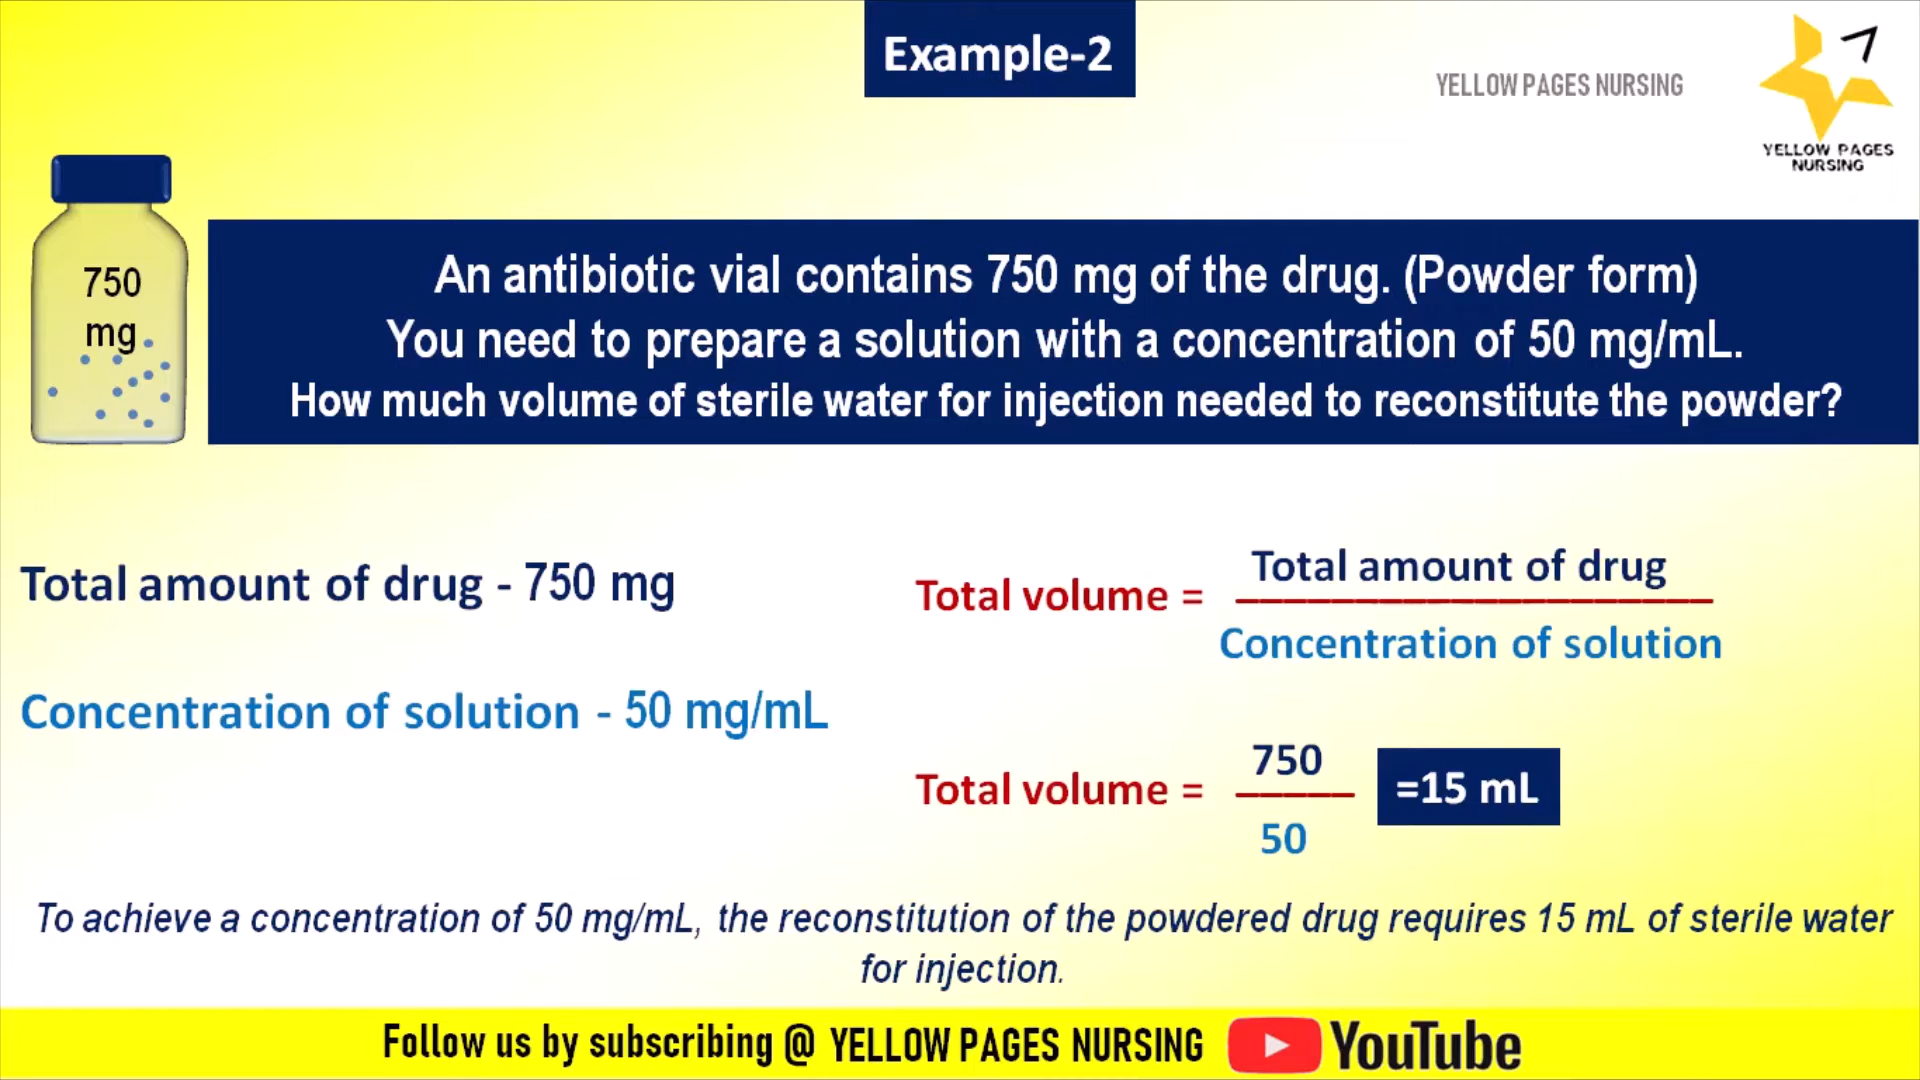 Example-2
YELLOW PAGES NURSING
YELLOW PAGES
NURSING
750
mg
An antibiotic vial contains 750 mg of the drug. (Powder form)
You need to prepare a solution with a concentration of 50 mg/mL.
How much volume of sterile water for injection needed to reconstitute the powder?
Total amount of drug - 750 mg
Concentration of solution - 50 mg/mL
Total volume =
Total amount of drug
Concentration of solution
Total volume =
750
50
=15 mL
To achieve a concentration of 50 mg/mL, the reconstitution of the powdered drug requires 15 mL of sterile water
for injection.
Follow us by subscribing @ YELLOW PAGES NURSING YouTube